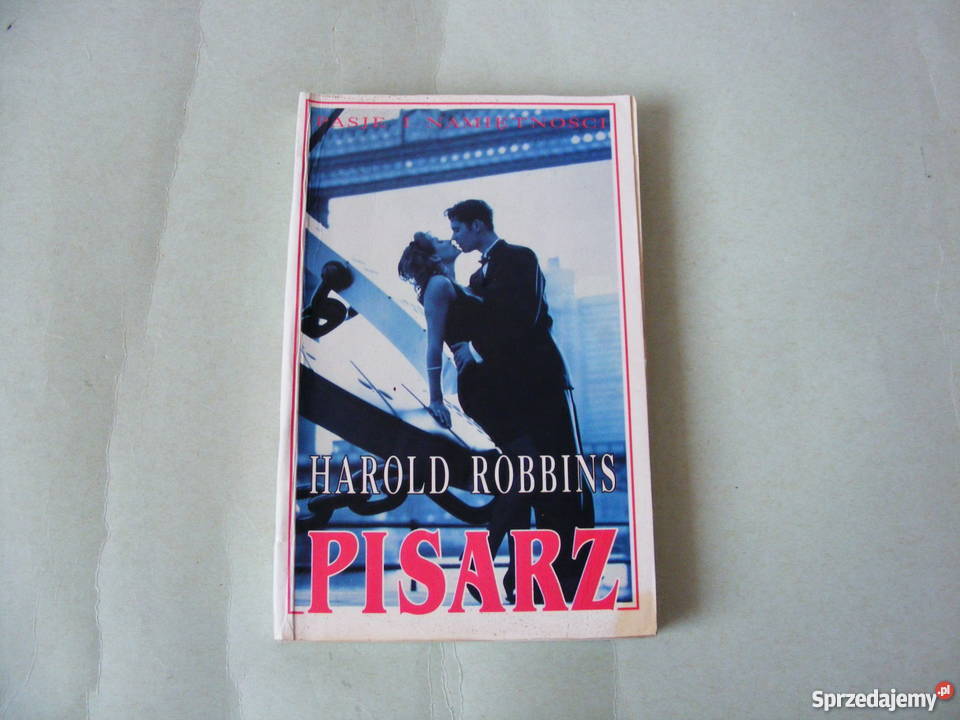 PASJE I NAMIĘTNOŚCI
HAROLD ROBBINS
PISARZ
Sprzedajemy.pl